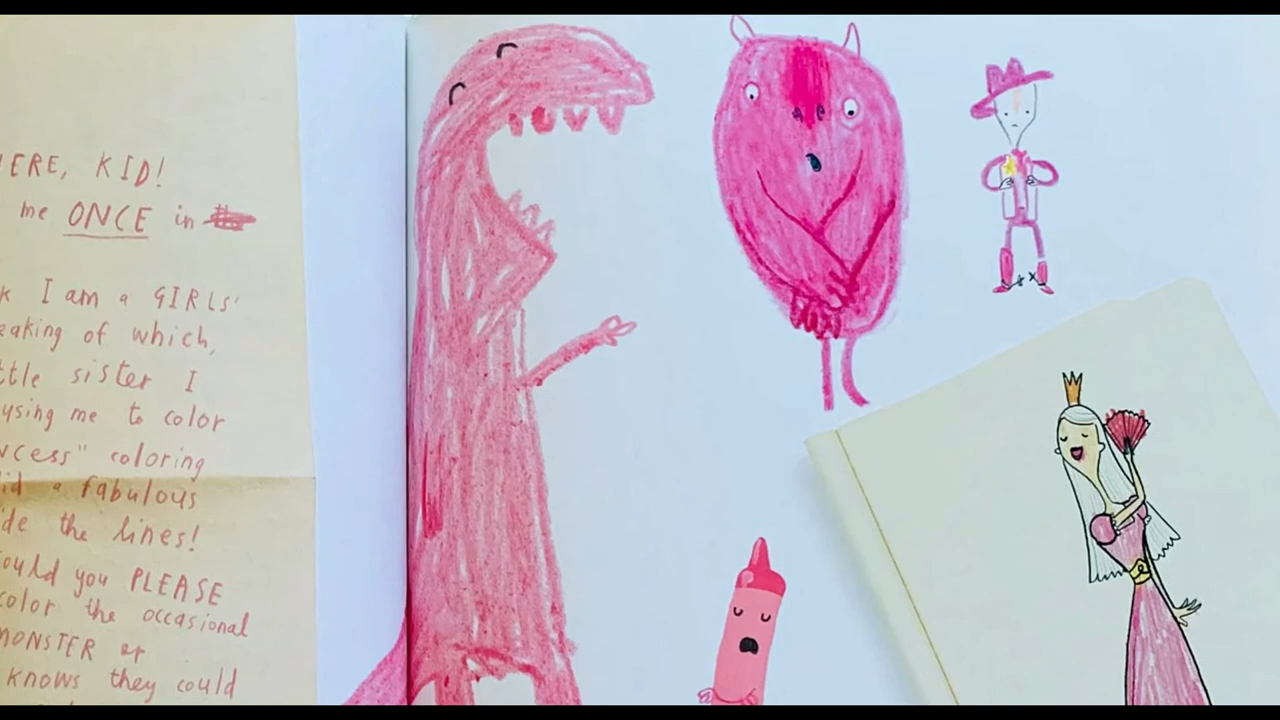 ERE, KID!
me ONCE in
I am a GIRLS'
eaking of which,
ttle sister I
using me to color
ncess" coloring
id a fabulous
de the lines!
ould you PLEASE
color the occasional
MONSTER or
knows they could